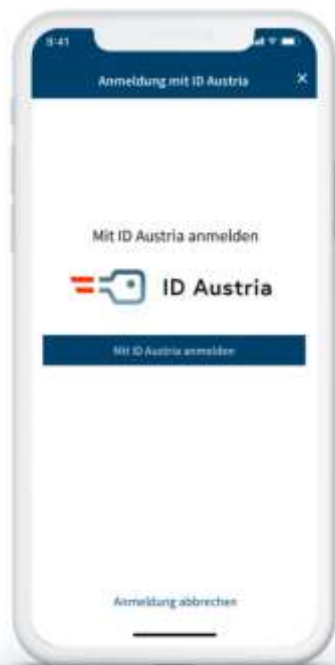 9:41
Anmeldung mit ID Austria ×
Mit ID Austria anmelden
ID Austria
Mit ID Austria anmelden
Anmeldung abbrechen